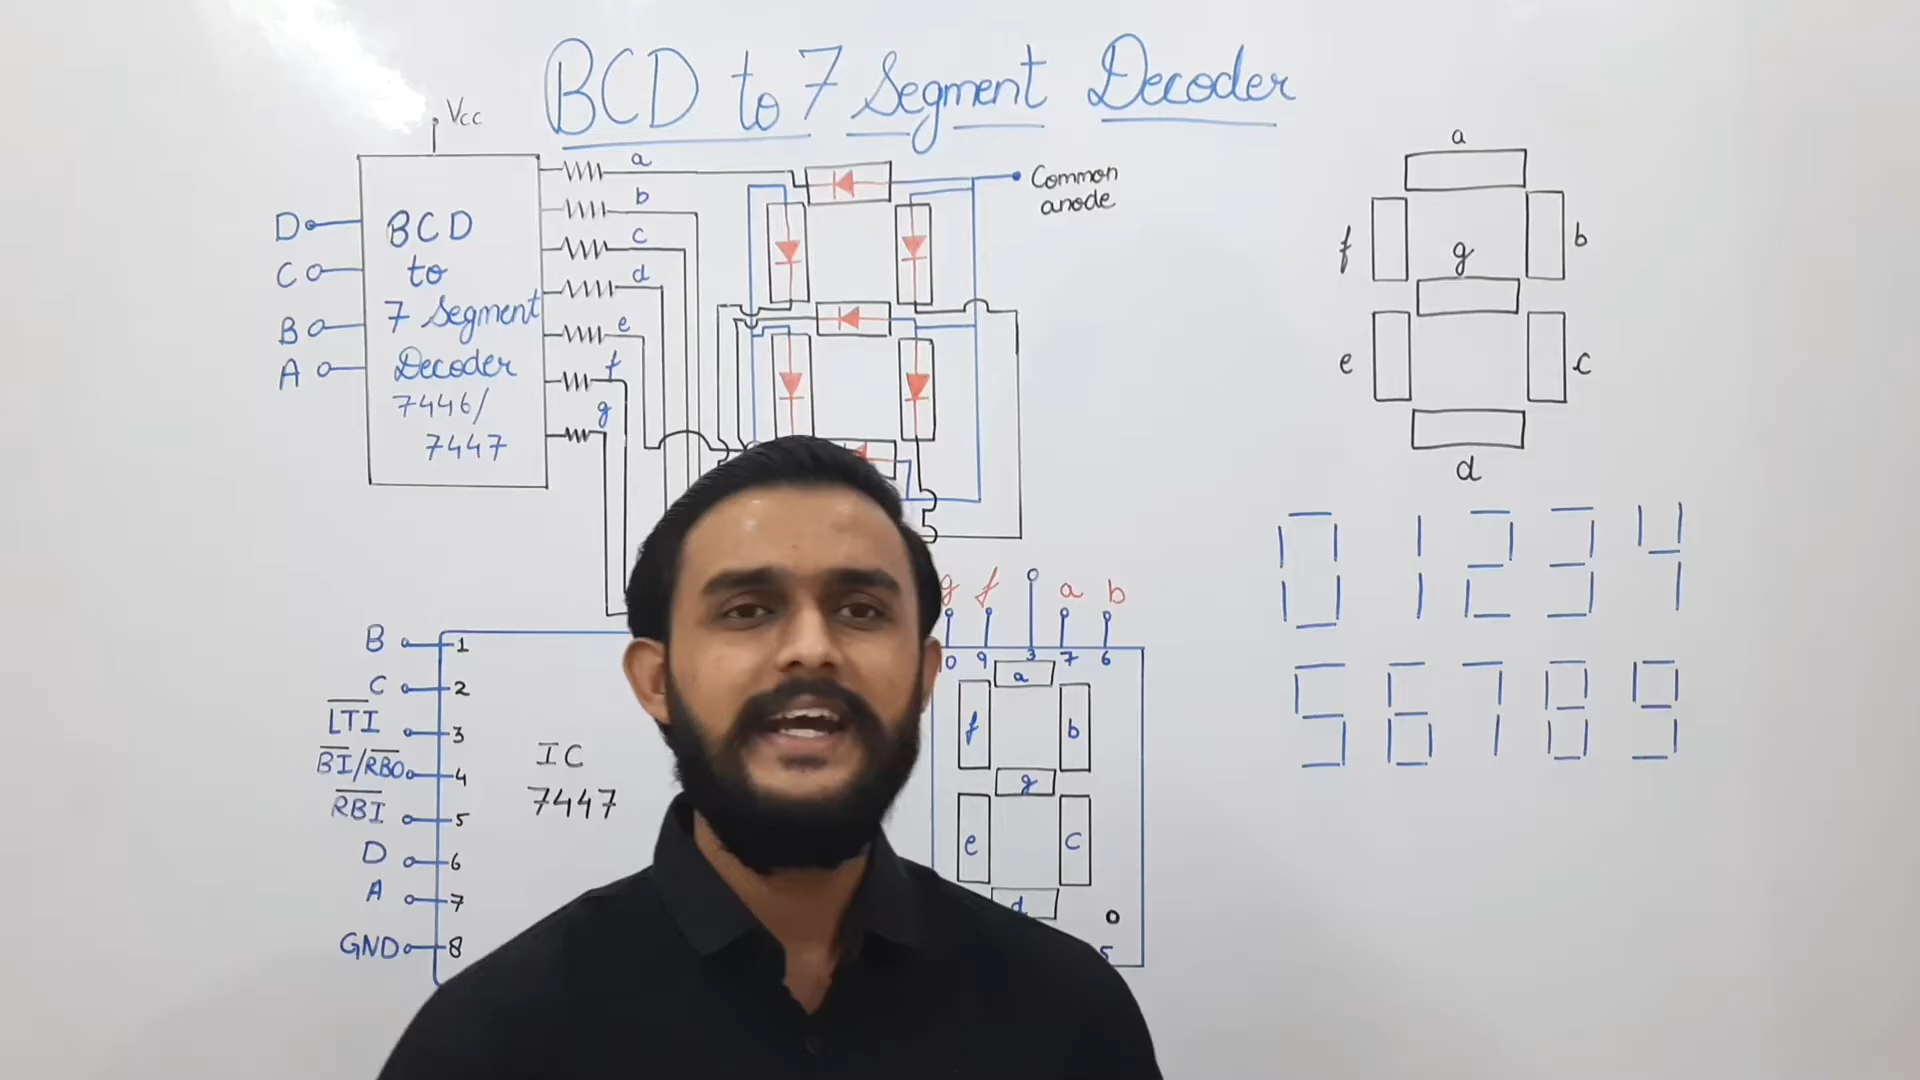 BCD to 7 Segment Decoder
Vcc
D
C
B
A
BCD
to
7 Segment
Decoder
7446/
7447
a
b
c
d
e
f
g
Common
anode
a
f
b
g
e
c
d
0 1 2 3 4
5 6 7 8 9
B 1
C 2
LTI 3
BI/RBO 4
RBI 5
D 6
A 7
GND 8
IC
7447
g f a b
10 9 3 7 6
a
f b
g
e c
d
5